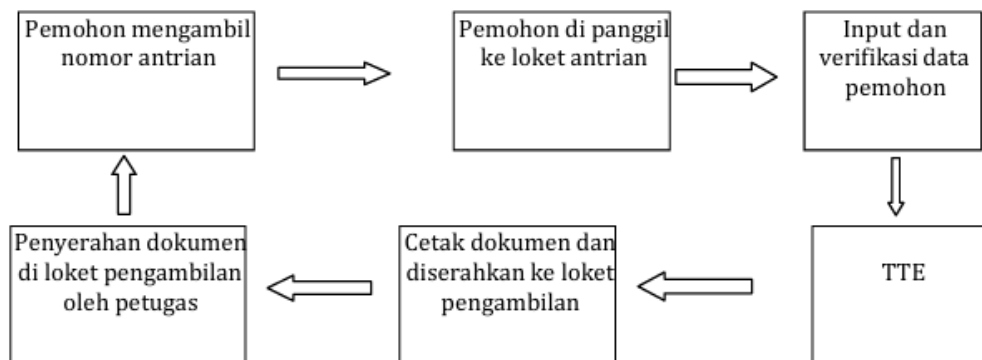 Pemohon mengambil
nomor antrian
Pemohon di panggil
ke loket antrian
Input dan
verifikasi data
pemohon
TTE
Cetak dokumen dan
diserahkan ke loket
pengambilan
Penyerahan dokumen
di loket pengambilan
oleh petugas